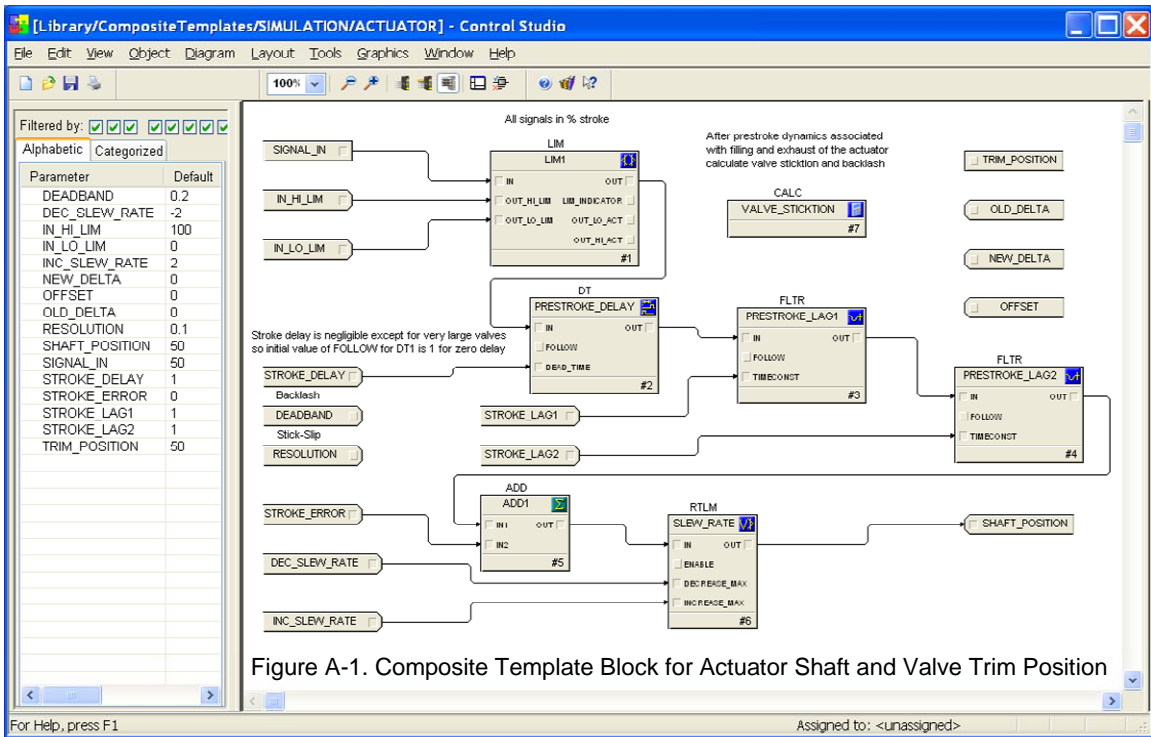 [Library/CompositeTemplates/SIMULATION/ACTUATOR] - Control Studio
File Edit View Object Diagram Layout Tools Graphics Window Help
100%
Filtered by:
Alphabetic Categorized
Parameter Default
DEADBAND 0.2
DEC_SLEW_RATE -2
IN_HI_LIM 100
IN_LO_LIM 0
INC_SLEW_RATE 2
NEW_DELTA 0
OFFSET 0
OLD_DELTA 0
RESOLUTION 0.1
SHAFT_POSITION 50
SIGNAL_IN 50
STROKE_DELAY 1
STROKE_ERROR 0
STROKE_LAG1 1
STROKE_LAG2 1
TRIM_POSITION 50
All signals in % stroke
SIGNAL_IN
IN_HI_LIM
IN_LO_LIM
LIM
LIM1
IN OUT
OUT_HI_LIM LIM_INDICATOR
OUT_LO_LIM OUT_LO_ACT
OUT_HI_ACT
#1
After prestroke dynamics associated
with filling and exhaust of the actuator
calculate valve sticktion and backlash
CALC
VALVE_STICKTION
#7
TRIM_POSITION
OLD_DELTA
NEW_DELTA
OFFSET
Stroke delay is negligible except for very large valves
so initial value of FOLLOW for DT1 is 1 for zero delay
STROKE_DELAY
Backlash
DEADBAND
Stick-Slip
RESOLUTION
DT
PRESTROKE_DELAY
IN OUT
FOLLOW
DEAD_TIME
#2
STROKE_LAG1
STROKE_LAG2
FLTR
PRESTROKE_LAG1
IN OUT
FOLLOW
TIMECONST
#3
FLTR
PRESTROKE_LAG2
IN OUT
FOLLOW
TIMECONST
#4
STROKE_ERROR
DEC_SLEW_RATE
INC_SLEW_RATE
ADD
ADD1
IN1 OUT
IN2
#5
RTLM
SLEW_RATE
IN OUT
ENABLE
DECREASE_MAX
INCREASE_MAX
#6
SHAFT_POSITION
Figure A-1. Composite Template Block for Actuator Shaft and Valve Trim Position
For Help, press F1
Assigned to: <unassigned>